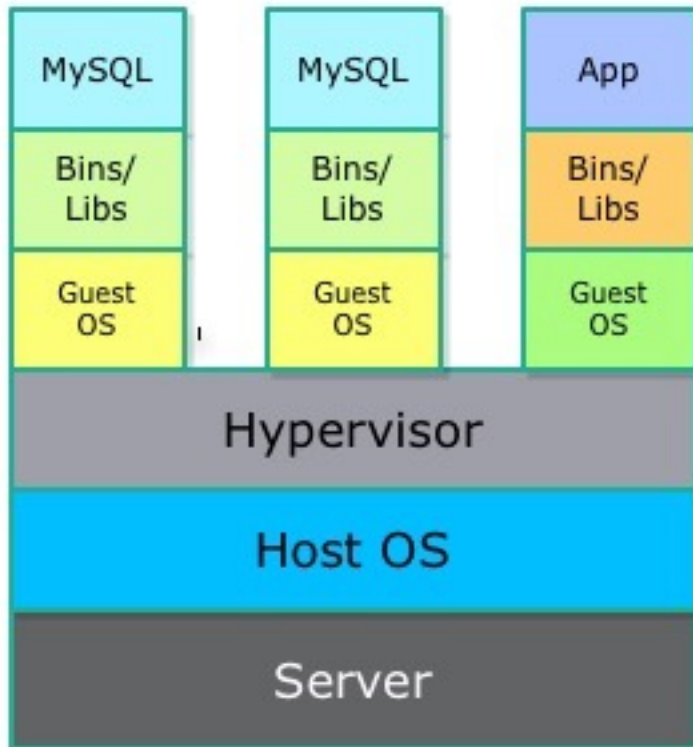 MySQL
Bins/
Libs
Guest
OS
MySQL
Bins/
Libs
Guest
OS
App
Bins/
Libs
Guest
OS
Hypervisor
Host OS
Server